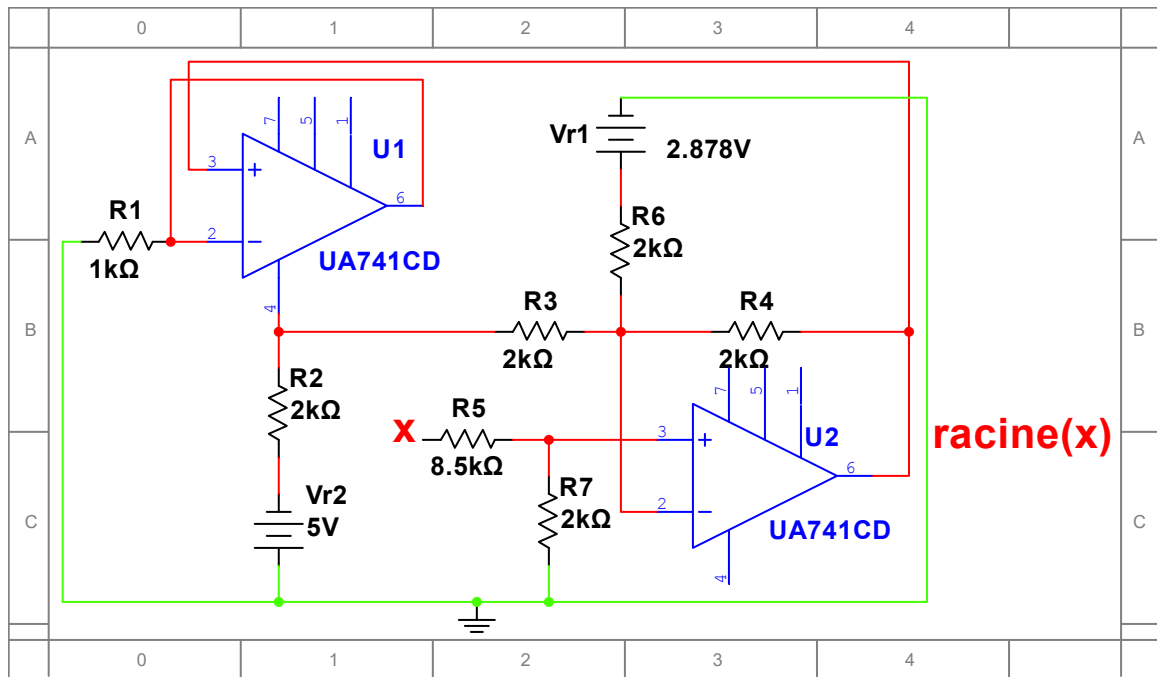 0 1 2 3 4
A A
B B
C C
0 1 2 3 4
7 5 1
U1
3
+
6
2
−
UA741CD
4
R1
1kΩ
Vr1
2.878V
R6
2kΩ
R3
2kΩ
R4
2kΩ
R2
2kΩ
x
R5
8.5kΩ
7 5 1
U2
3
+
6
2
−
UA741CD
4
racine(x)
R7
2kΩ
Vr2
5V